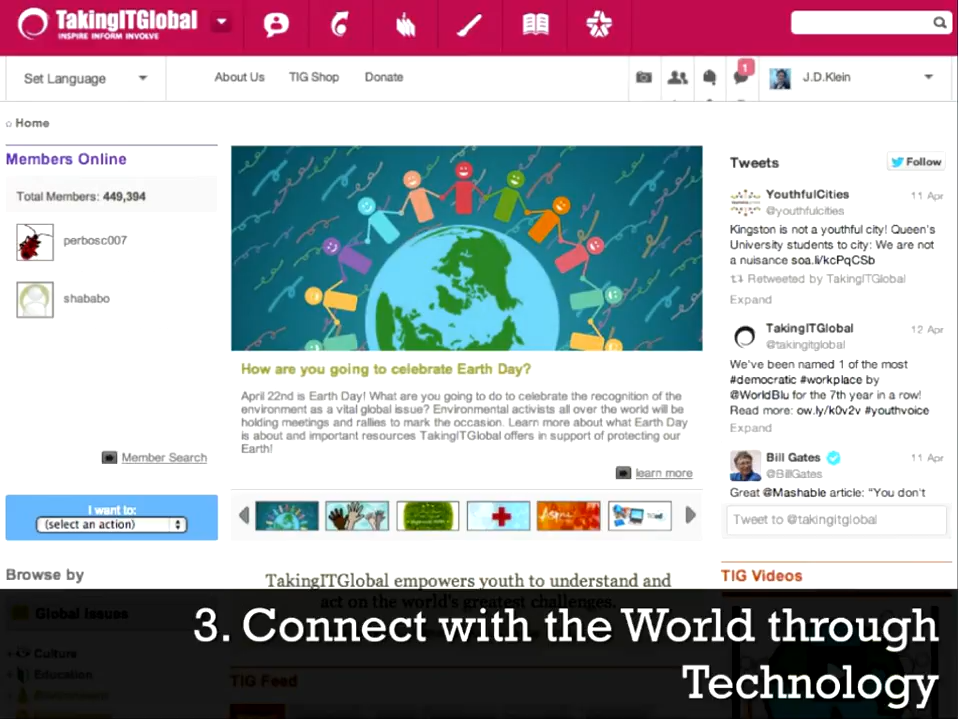 TakingITGlobal
INSPIRE INFORM INVOLVE
Set Language
About Us
TIG Shop
Donate
1
J.D.Klein
Home
Members Online
Total Members: 449,394
perbosc007
shababo
Member Search
I want to:
(select an action)
Browse by
Global Issues
Culture
Education
How are you going to celebrate Earth Day?
April 22nd is Earth Day! What are you going to do to celebrate the recognition of the
environment as a vital global issue? Environmental activists all over the world will be
holding meetings and rallies to mark the occasion. Learn more about what Earth Day
is about and important resources TakingITGlobal offers in support of protecting our
Earth!
learn more
TakingITGlobal empowers youth to understand and
act on the world's greatest challenges.
TIG Feed
Tweets
Follow
YouthfulCities
11 Apr
@youthfulcities
Kingston is not a youthful city! Queen's
University students to city: We are not
a nuisance soa.li/kcPqCSb
Retweeted by TakingITGlobal
Expand
TakingITGlobal
12 Apr
@takingitglobal
We've been named 1 of the most
#democratic #workplace by
@WorldBlu for the 7th year in a row!
Read more: ow.ly/k0v2v #youthvoice
Expand
Bill Gates
11 Apr
@BillGates
Great @Mashable article: "You don't
Tweet to @takingitglobal
TIG Videos
3. Connect with the World through
Technology